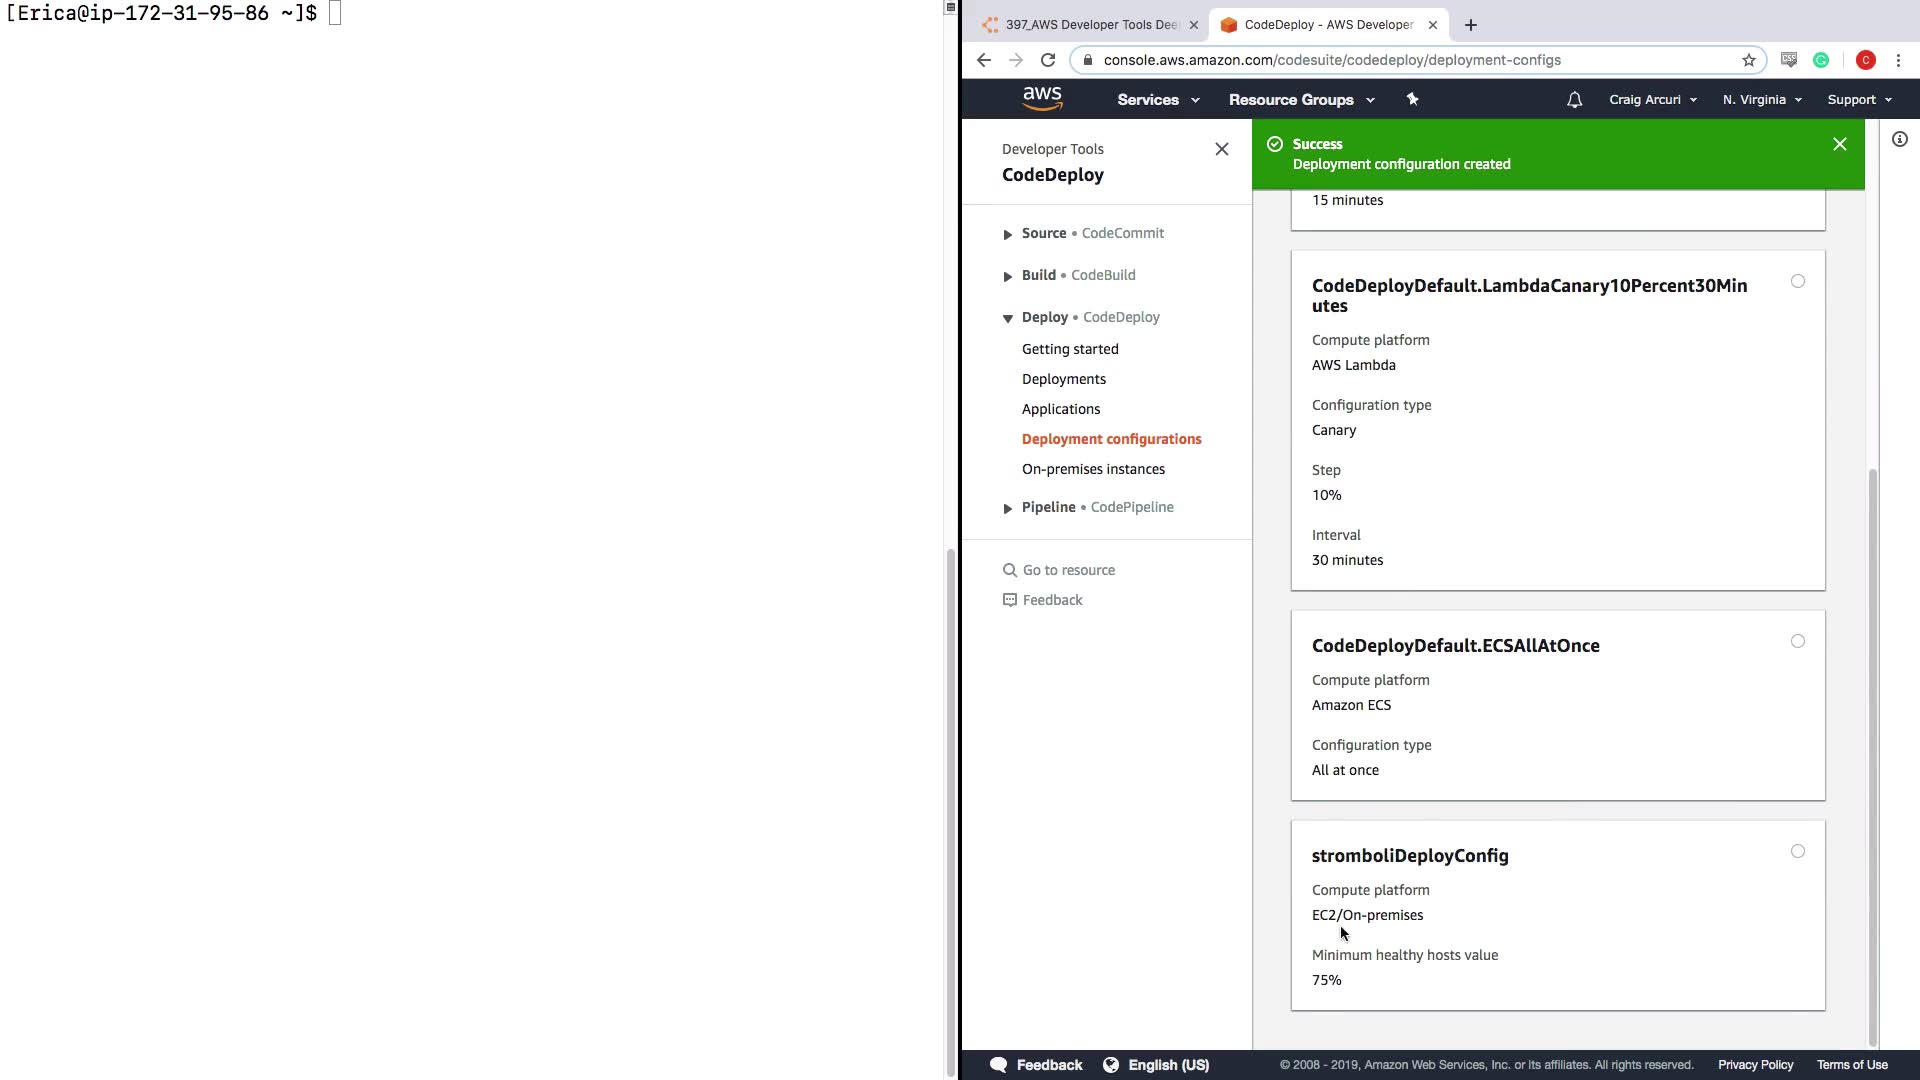 [Erica@ip-172-31-95-86 ~]$
397_AWS Developer Tools Dee
CodeDeploy - AWS Developer
console.aws.amazon.com/codesuite/codedeploy/deployment-configs
C
aws
Services
Resource Groups
Craig Arcuri
N. Virginia
Support
Developer Tools
CodeDeploy
Source • CodeCommit
Build • CodeBuild
Deploy • CodeDeploy
Getting started
Deployments
Applications
Deployment configurations
On-premises instances
Pipeline • CodePipeline
Go to resource
Feedback
Success
Deployment configuration created
15 minutes
CodeDeployDefault.LambdaCanary10Percent30Min
utes
Compute platform
AWS Lambda
Configuration type
Canary
Step
10%
Interval
30 minutes
CodeDeployDefault.ECSAllAtOnce
Compute platform
Amazon ECS
Configuration type
All at once
stromboliDeployConfig
Compute platform
EC2/On-premises
Minimum healthy hosts value
75%
Feedback
English (US)
© 2008 - 2019, Amazon Web Services, Inc. or its affiliates. All rights reserved.
Privacy Policy
Terms of Use